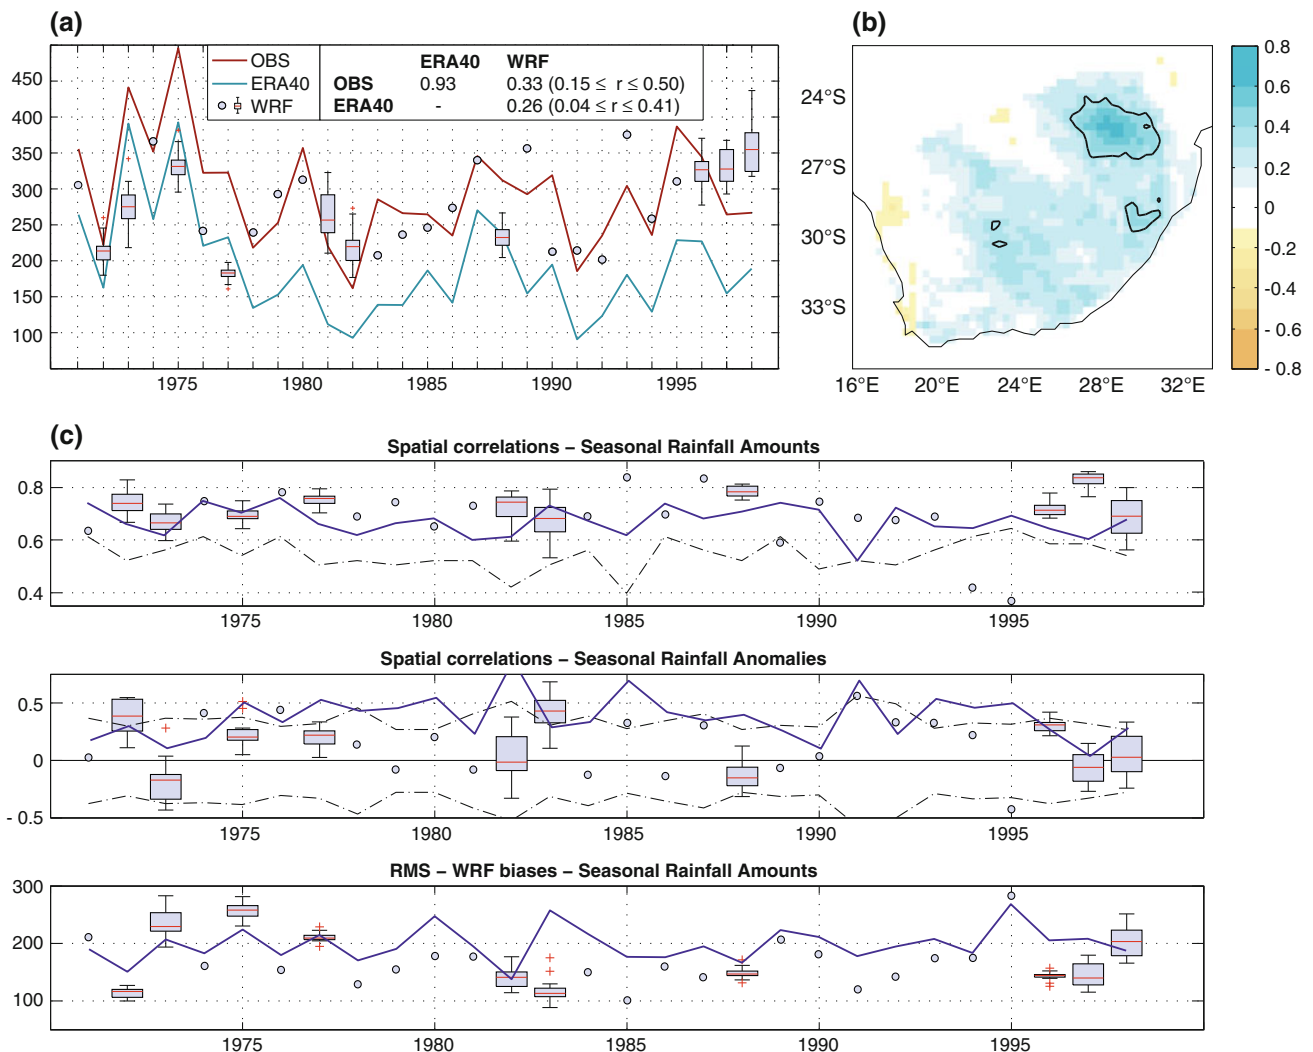 (a)
450
400
350
300
250
200
150
100
1975
1980
1985
1990
1995
OBS
ERA40
WRF
ERA40 WRF
OBS 0.93 0.33 (0.15 ≤ r ≤ 0.50)
ERA40 - 0.26 (0.04 ≤ r ≤ 0.41)
(b)
24°S
27°S
30°S
33°S
16°E
20°E
24°E
28°E
32°E
0.8
0.6
0.4
0.2
0
- 0.2
- 0.4
- 0.6
- 0.8
(c)
Spatial correlations – Seasonal Rainfall Amounts
0.8
0.6
0.4
1975
1980
1985
1990
1995
Spatial correlations – Seasonal Rainfall Anomalies
0.5
0
- 0.5
1975
1980
1985
1990
1995
RMS – WRF biases – Seasonal Rainfall Amounts
300
200
100
1975
1980
1985
1990
1995